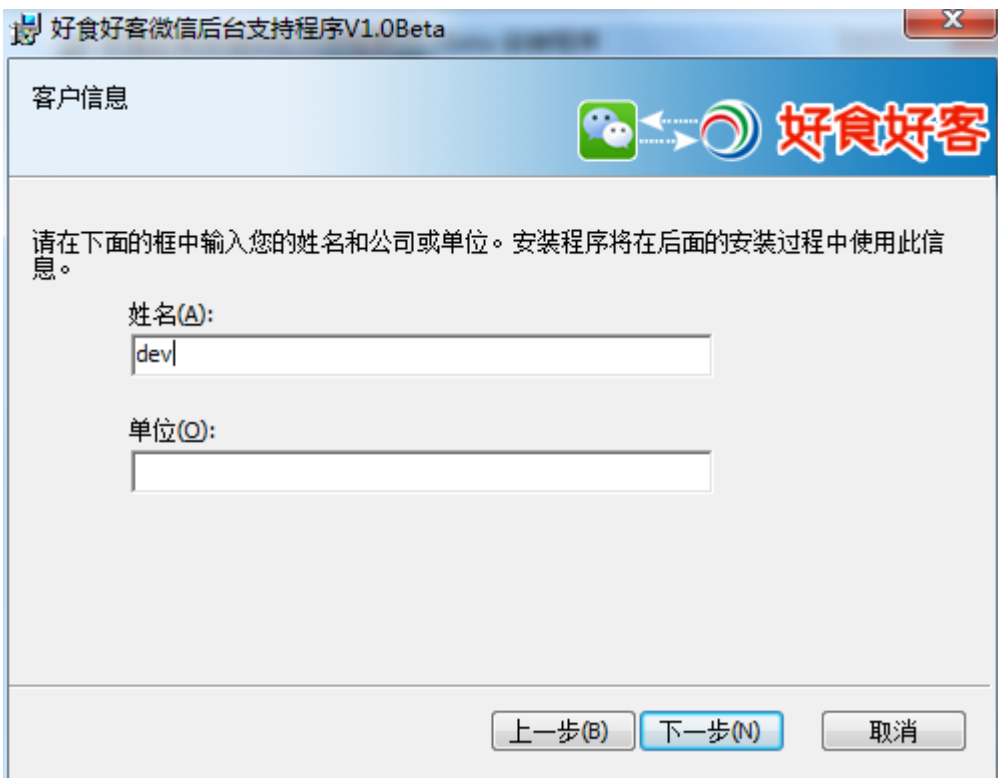 好食好客微信后台支持程序V1.0Beta
客户信息
好食好客
请在下面的框中输入您的姓名和公司或单位。安装程序将在后面的安装过程中使用此信
息。
姓名(A):
dev
单位(O):
上一步(B) 下一步(N) 取消